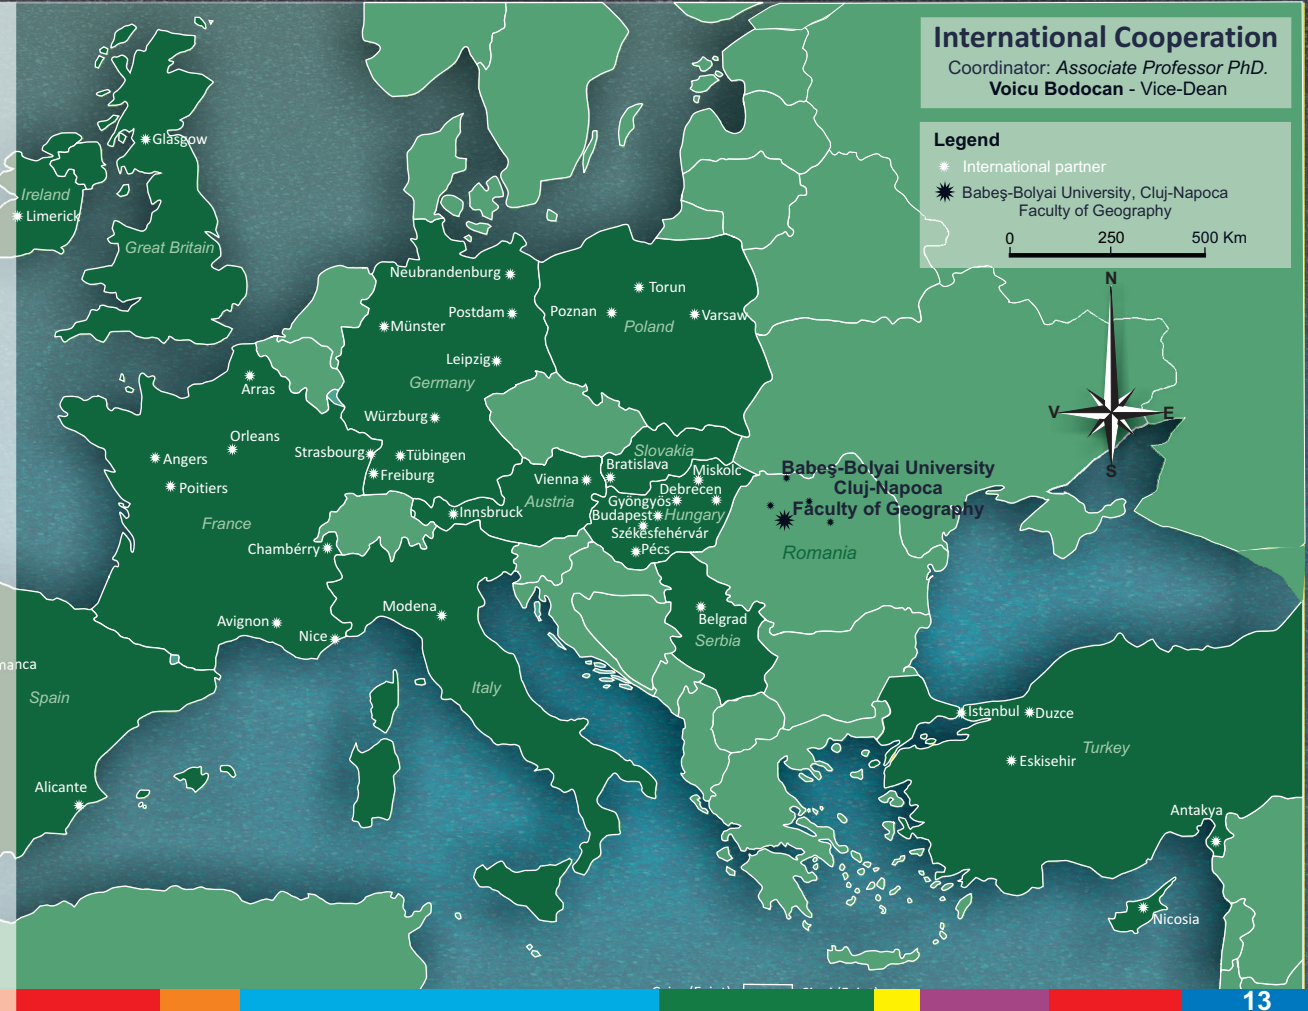 International Cooperation
Coordinator: Associate Professor PhD.
Voicu Bodocan - Vice-Dean
Legend
International partner
Babeş-Bolyai University, Cluj-Napoca
Faculty of Geography
0 250 500 Km
N
V E
S
Glasgow
Ireland
Limerick
Great Britain
Neubrandenburg
Torun
Postdam
Poznan
Varsaw
Münster
Poland
Leipzig
Germany
Arras
Würzburg
Orleans
Strasbourg
Tübingen
Angers
Freiburg
Poitiers
Slovakia
Bratislava
Miskolc
Vienna
Debrecen
Austria
Gyöngyös
Innsbruck
Budapest
Hungary
Székesfehérvár
Pécs
Babeş-Bolyai University
Cluj-Napoca
Faculty of Geography
Romania
France
Chambérry
Modena
Avignon
Nice
Belgrad
Serbia
manca
Spain
Italy
Istanbul
Duzce
Turkey
Eskisehir
Alicante
Antakya
Nicosia
13